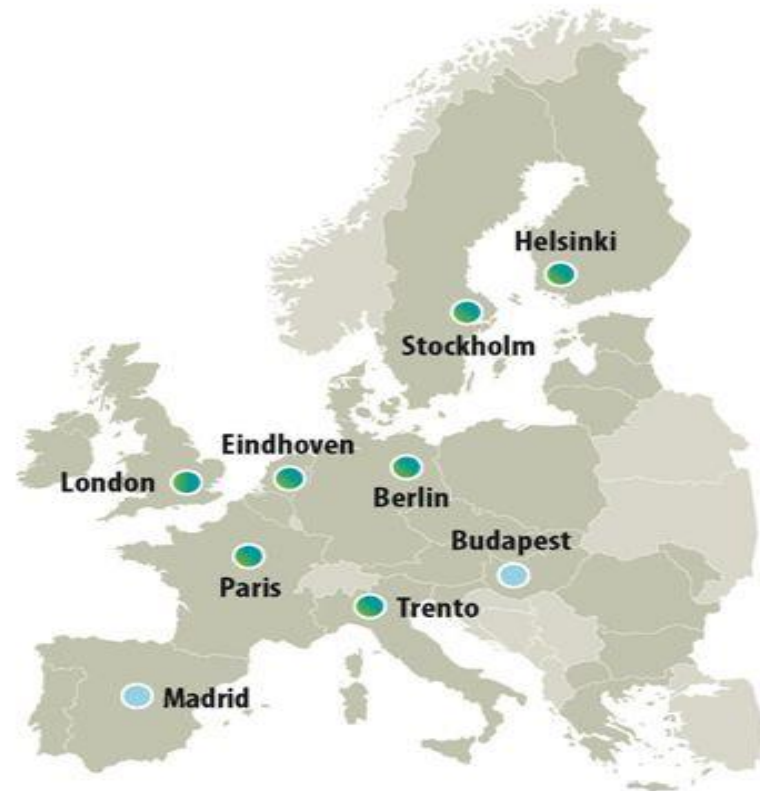 Helsinki
Stockholm
Eindhoven
London
Berlin
Budapest
Paris
Trento
Madrid